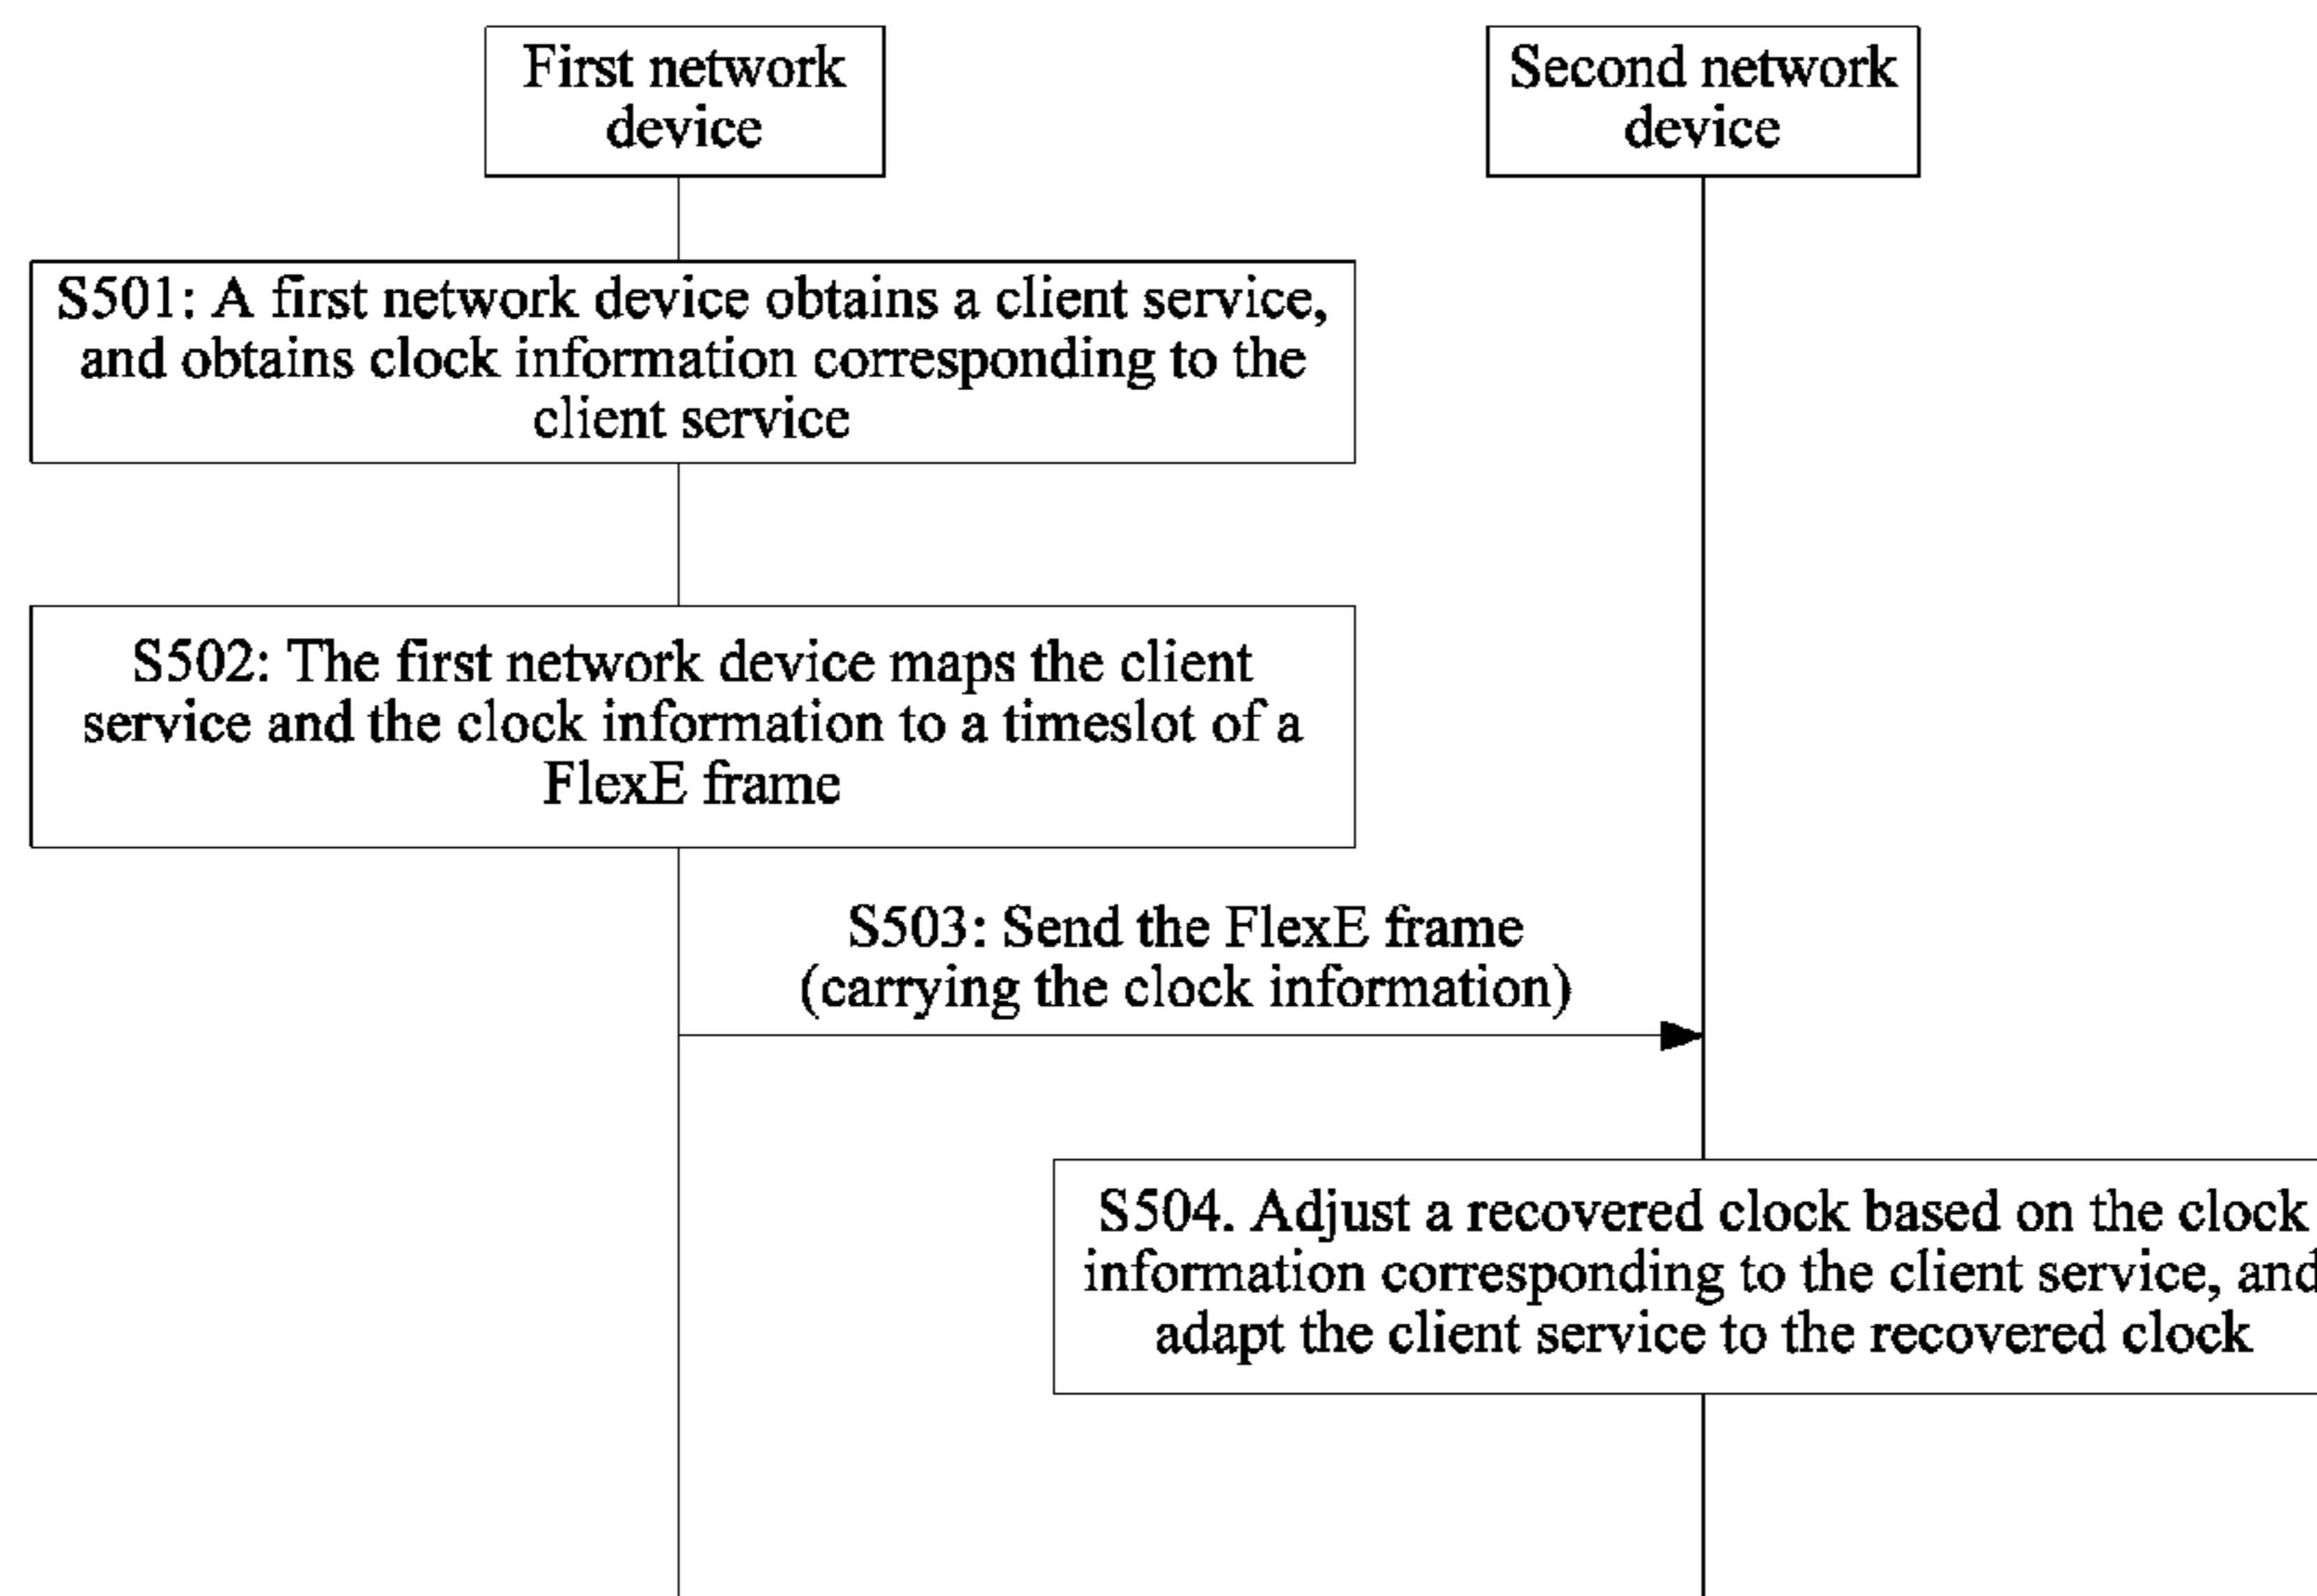 First network
device
Second network
device
S501: A first network device obtains a client service,
and obtains clock information corresponding to the
client service
S502: The first network device maps the client
service and the clock information to a timeslot of a
FlexE frame
S503: Send the FlexE frame
(carrying the clock information)
S504. Adjust a recovered clock based on the clock
information corresponding to the client service, and
adapt the client service to the recovered clock